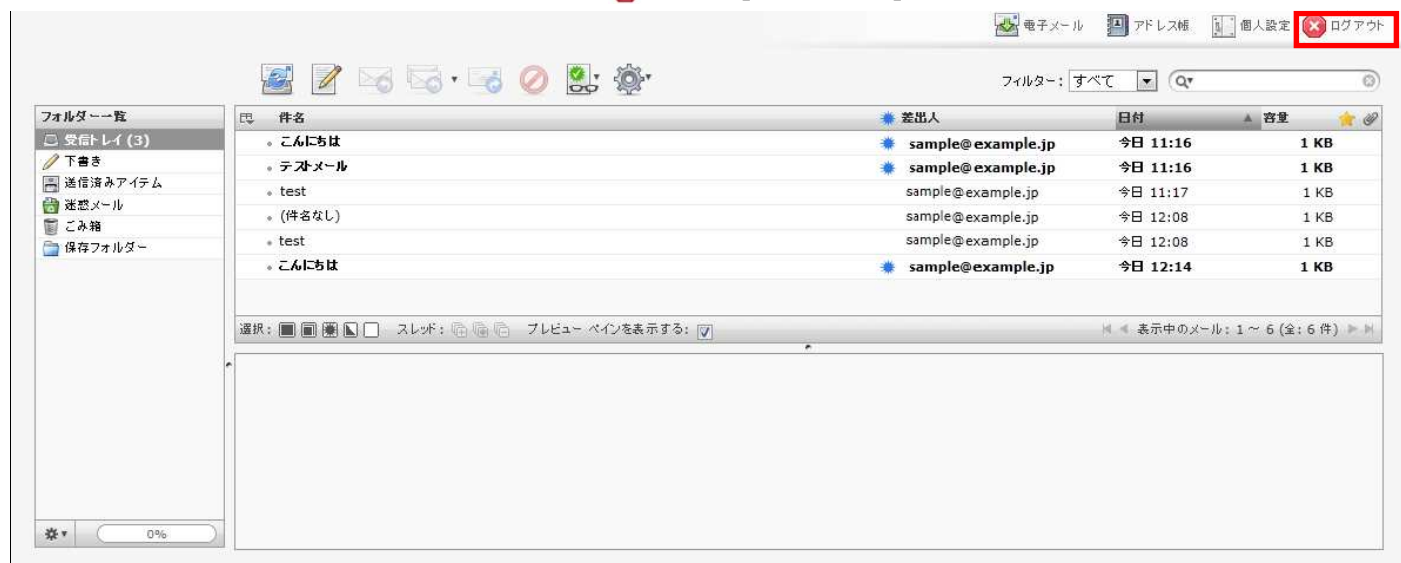 電子メール アドレス帳 個人設定 ログアウト
フィルター: すべて
フォルダー一覧
受信トレイ (3)
下書き
送信済みアイテム
迷惑メール
ごみ箱
保存フォルダー
件名 差出人 日付 容量
こんにちは sample@example.jp 今日 11:16 1 KB
テストメール sample@example.jp 今日 11:16 1 KB
test sample@example.jp 今日 11:17 1 KB
(件名なし) sample@example.jp 今日 12:08 1 KB
test sample@example.jp 今日 12:08 1 KB
こんにちは sample@example.jp 今日 12:14 1 KB
選択: スレッド: プレビュー ペインを表示する: 表示中のメール: 1 ~ 6 (全: 6 件)
0%